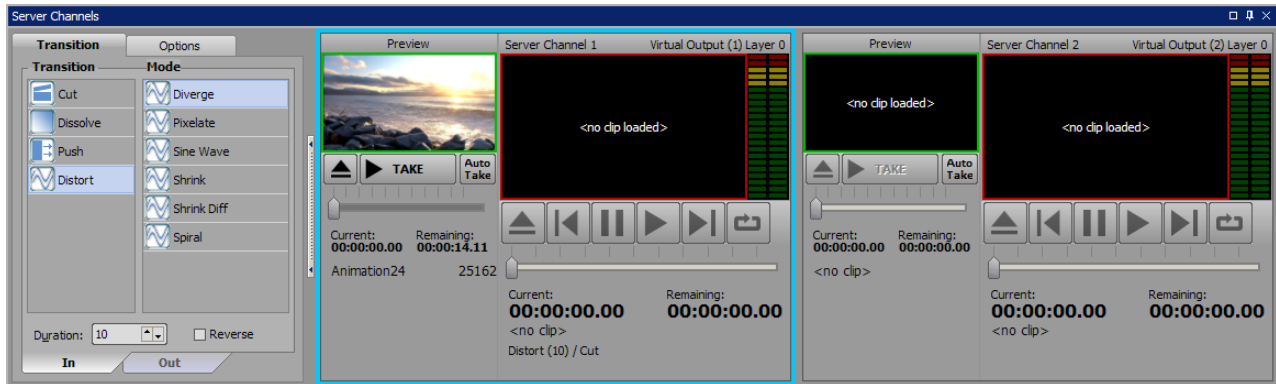 Server Channels
Transition
Options
Transition
Mode
Cut
Dissolve
Push
Distort
Diverge
Pixelate
Sine Wave
Shrink
Shrink Diff
Spiral
Duration: 10
Reverse
In
Out
Preview
TAKE
Auto
Take
Current:
00:00:00.00
Remaining:
00:00:14.11
Animation24 25162
Server Channel 1 Virtual Output (1) Layer 0
<no clip loaded>
Current:
00:00:00.00
Remaining:
00:00:00.00
<no clip>
Distort (10) / Cut
Preview
<no clip loaded>
TAKE
Auto
Take
Current:
00:00:00.00
Remaining:
00:00:00.00
<no clip>
Server Channel 2 Virtual Output (2) Layer 0
<no clip loaded>
Current:
00:00:00.00
Remaining:
00:00:00.00
<no clip>